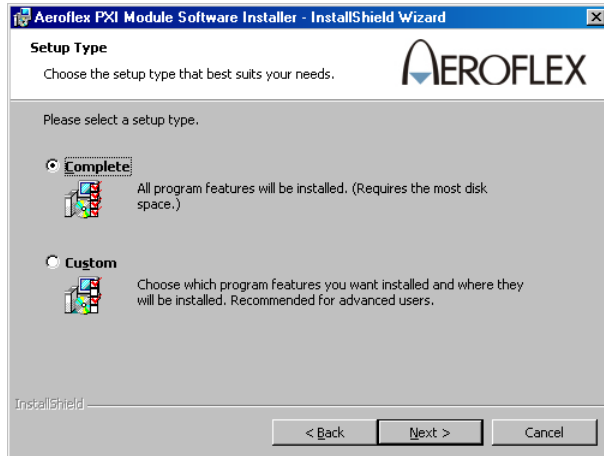 Aeroflex PXI Module Software Installer - InstallShield Wizard
Setup Type
Choose the setup type that best suits your needs.
AEROFLEX
Please select a setup type.
Complete
All program features will be installed. (Requires the most disk
space.)
Custom
Choose which program features you want installed and where they
will be installed. Recommended for advanced users.
InstallShield
< Back
Next >
Cancel